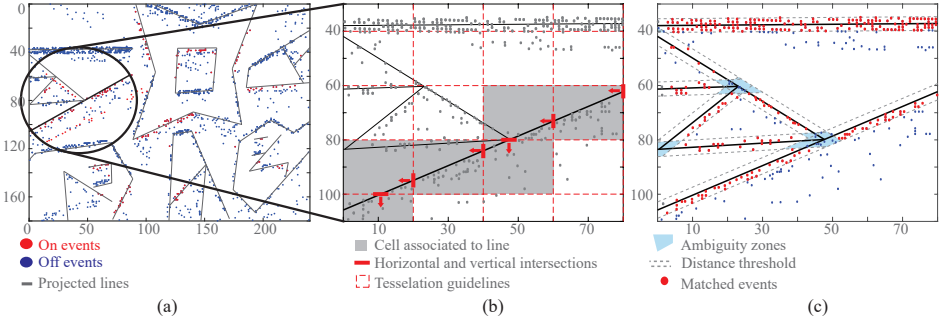 0
40
80
120
160
0 50 100 150 200
On events
Off events
Projected lines
(a)
40
60
80
100
10 30 50 70
Cell associated to line
Horizontal and vertical intersections
Tesselation guidelines
(b)
40
60
80
100
10 30 50 70
Ambiguity zones
Distance threshold
Matched events
(c)